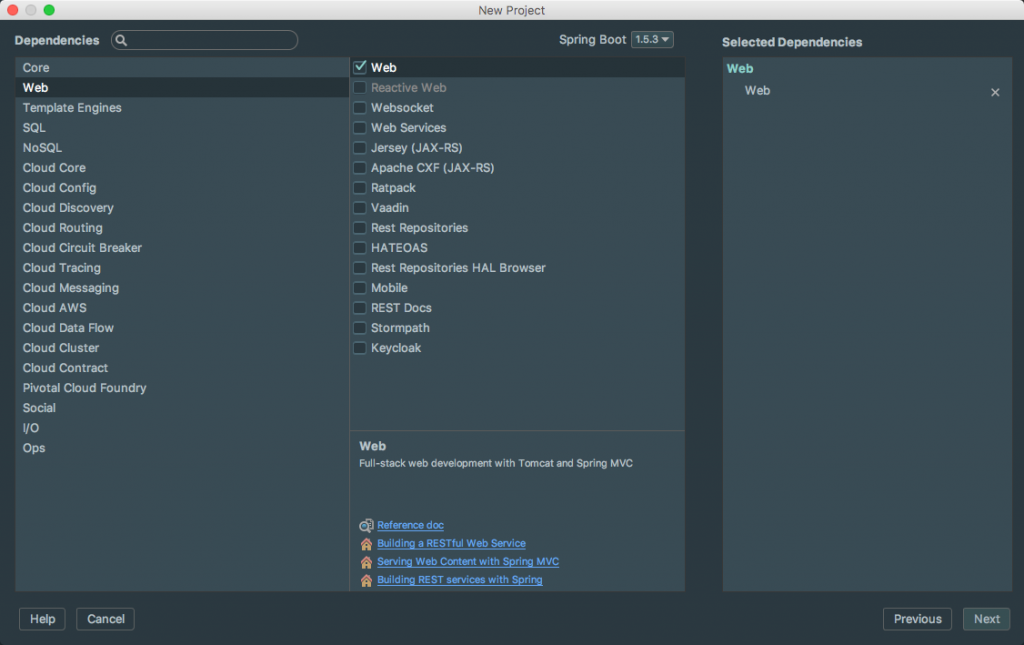 New Project
Dependencies
Spring Boot 1.5.3
Selected Dependencies
Core
Web
Template Engines
SQL
NoSQL
Cloud Core
Cloud Config
Cloud Discovery
Cloud Routing
Cloud Circuit Breaker
Cloud Tracing
Cloud Messaging
Cloud AWS
Cloud Data Flow
Cloud Cluster
Cloud Contract
Pivotal Cloud Foundry
Social
I/O
Ops
Web
Reactive Web
Websocket
Web Services
Jersey (JAX-RS)
Apache CXF (JAX-RS)
Ratpack
Vaadin
Rest Repositories
HATEOAS
Rest Repositories HAL Browser
Mobile
REST Docs
Stormpath
Keycloak
Web
Full-stack web development with Tomcat and Spring MVC
Reference doc
Building a RESTful Web Service
Serving Web Content with Spring MVC
Building REST services with Spring
Web
Web
Help
Cancel
Previous
Next